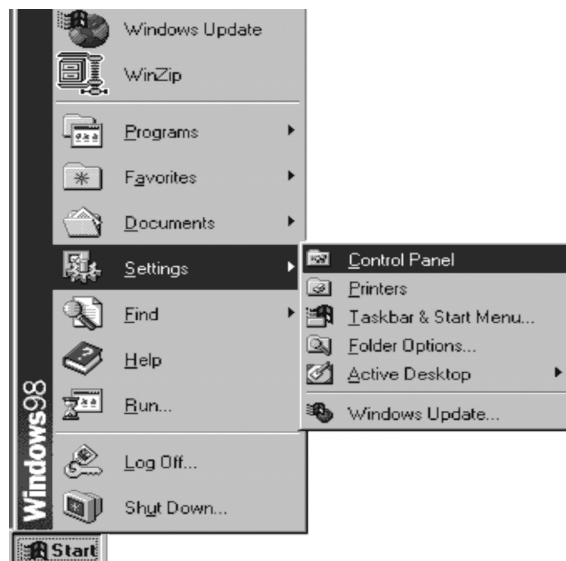 Windows Update
WinZip
Programs
Favorites
Documents
Settings
Find
Help
Run...
Log Off...
Shut Down...
Control Panel
Printers
Taskbar & Start Menu...
Folder Options...
Active Desktop
Windows Update...
Windows98
Start